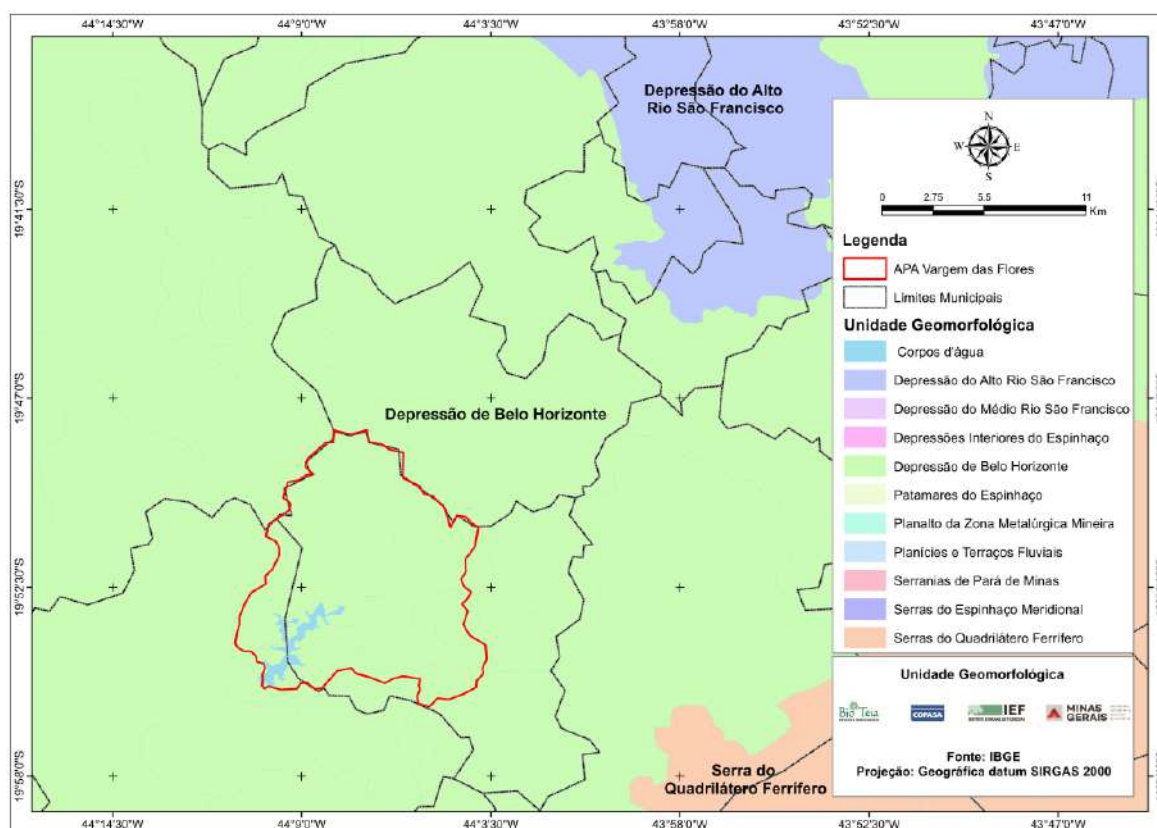 44°14'30"W 44°9'0"W 44°3'30"W 43°58'0"W 43°52'30"W 43°47'0"W
Depressão do Alto
Rio São Francisco
N
W E
S
0 2.75 5.5 11
Km
19°41'30"S
Legenda
APA Vargem das Flores
Limites Municipais
Unidade Geomorfológica
Corpos d'água
Depressão do Alto Rio São Francisco
Depressão do Médio Rio São Francisco
Depressões Interiores do Espinhaço
Depressão de Belo Horizonte
Patamares do Espinhaço
Planalto da Zona Metalúrgica Mineira
Planícies e Terraços Fluviais
Serranias de Pará de Minas
Serras do Espinhaço Meridional
Serras do Quadrilátero Ferrífero
19°47'0"S
Depressão de Belo Horizonte
19°52'30"S
Unidade Geomorfológica
Bio Teia
COPASA
IEF
MINAS
GERAIS
Fonte: IBGE
Projeção: Geográfica datum SIRGAS 2000
19°58'0"S
Serra do
Quadrilátero Ferrífero
44°14'30"W 44°9'0"W 44°3'30"W 43°58'0"W 43°52'30"W 43°47'0"W